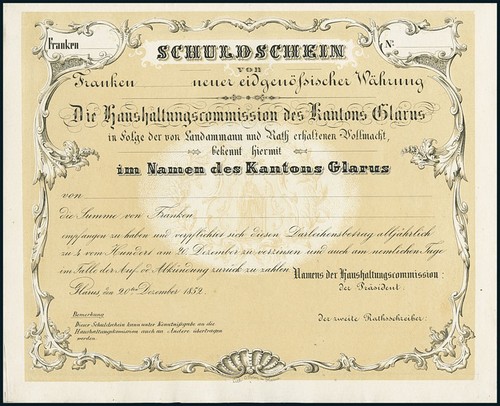 Franken
No
SCHULDSCHEIN
VON
Franken neuer eidgenößischer Währung
Die Haushaltungscommission des Kantons Glarus
in Folge der von Landammann und Rath erhaltenen Vollmacht,
bekennt hiermit
im Namen des Kantons Glarus
von
die Summe von Franken
empfangen zu haben und verpflichtet sich diesen Darleihensbetrag alljährlich
zu 4 vom Hundert am 20. Dezember zu verzinsen und auch am nemlichen Tage
im Falle der Auf- od. Abkündung zurück zu zahlen.
Namens der Haushaltungscommission:
Glarus, den 20ten Dezember 1852.
der Präsident:
Bemerkung
Dieser Schuldschein kann unter Kenntnißgabe an die
Haushaltungskommission auch an Andere übertragen
werden.
der zweite Rathsschreiber: